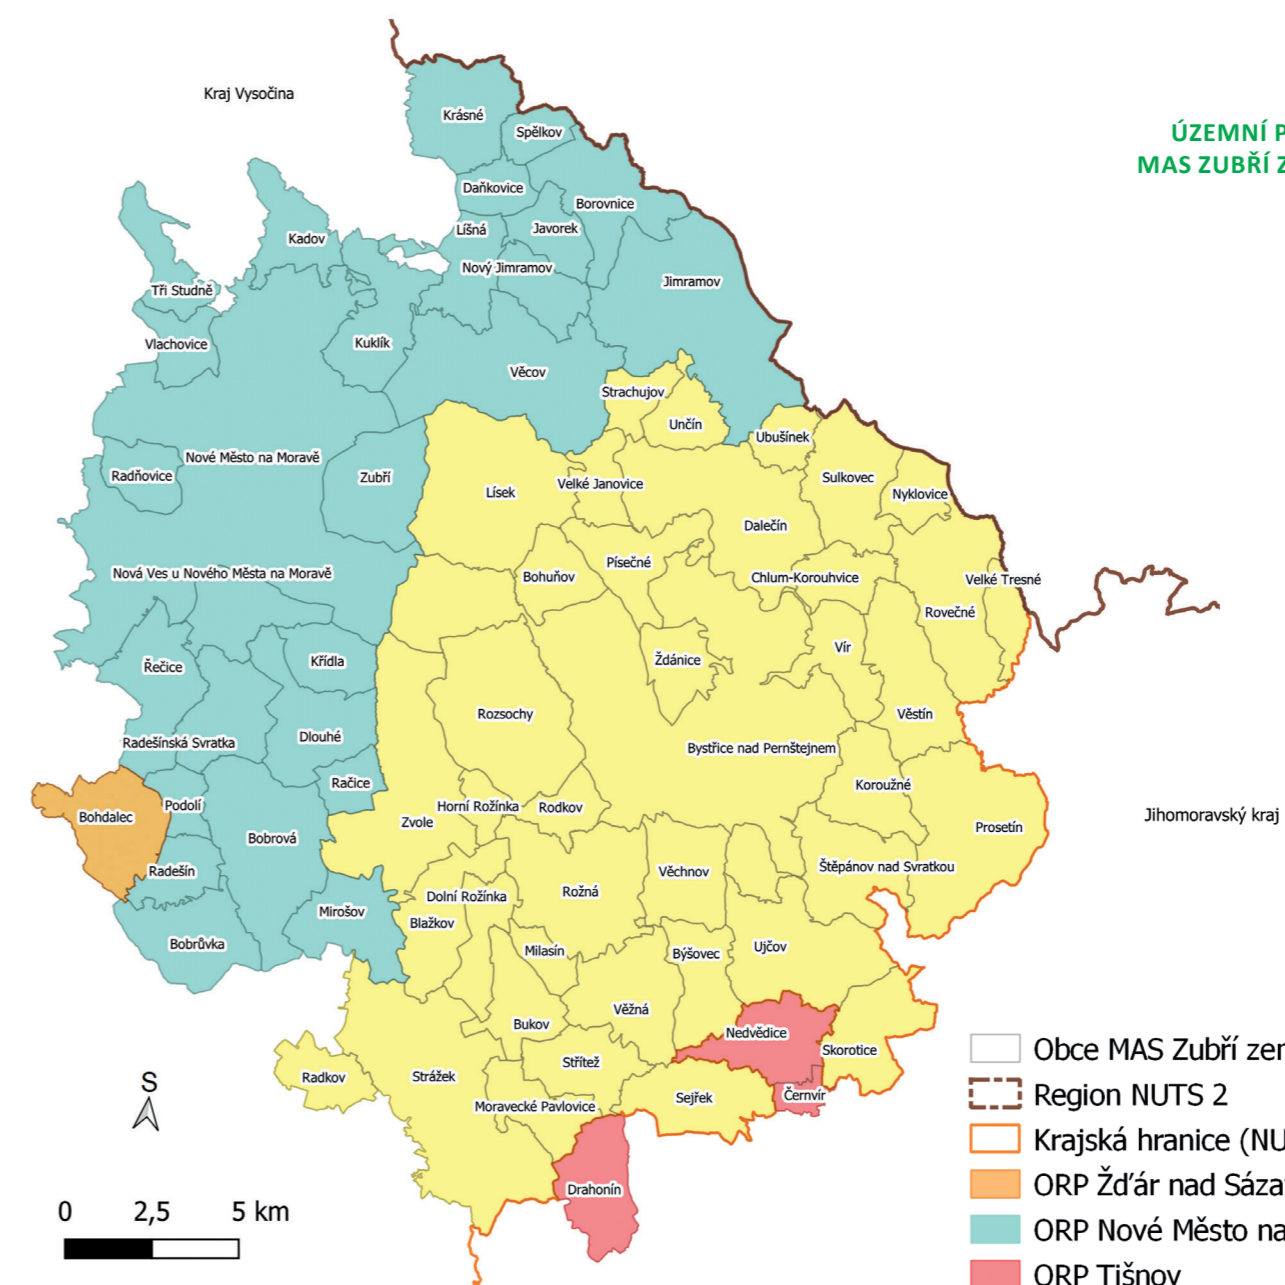 Kraj Vysočina
ÚZEMNÍ P
MAS ZUBŘÍ Z
Krásné
Spělkov
Daňkovice
Borovnice
Líšná
Javorek
Kadov
Nový Jimramov
Jimramov
Tři Studně
Vlachovice
Kuklík
Věcov
Strachujov
Unčín
Ubušínek
Nové Město na Moravě
Radňovice
Zubří
Lísek
Velké Janovice
Sulkovec
Nyklovice
Dalečín
Písečné
Nová Ves u Nového Města na Moravě
Bohuňov
Chlum-Korouhvice
Velké Tresné
Rovečné
Řečice
Křídla
Ždánice
Vír
Rozsochy
Věstín
Radešínská Svratka
Dlouhé
Bystřice nad Pernštejnem
Račice
Koroužné
Bohdalec
Podolí
Horní Rožínka
Rodkov
Zvole
Jihomoravský kraj
Prosetín
Bobrová
Radešín
Věchnov
Štěpánov nad Svratkou
Rožná
Dolní Rožínka
Mirošov
Blažkov
Bobrůvka
Milasín
Býšovec
Ujčov
Věžná
Bukov
Nedvědice
Skorotice
Střítež
Radkov
Strážek
Sejřek
Černvír
Moravecké Pavlovice
Drahonín
S
0 2,5 5 km
Obce MAS Zubří zem
Region NUTS 2
Krajská hranice (NU
ORP Žďár nad Sáza
ORP Nové Město na
ORP Tišnov